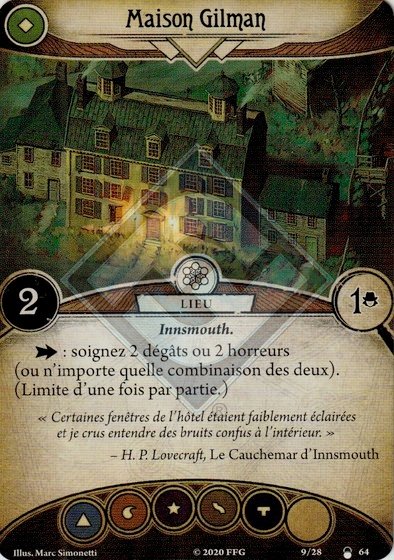 Maison Gilman
2
LIEU
1
Innsmouth.
: soignez 2 dégâts ou 2 horreurs
(ou n'importe quelle combinaison des deux).
(Limite d'une fois par partie.)
« Certaines fenêtres de l'hôtel étaient faiblement éclairées
et je crus entendre des bruits confus à l'intérieur. »
– H. P. Lovecraft, Le Cauchemar d'Innsmouth
Illus. Marc Simonetti
© 2020 FFG
9/28
64